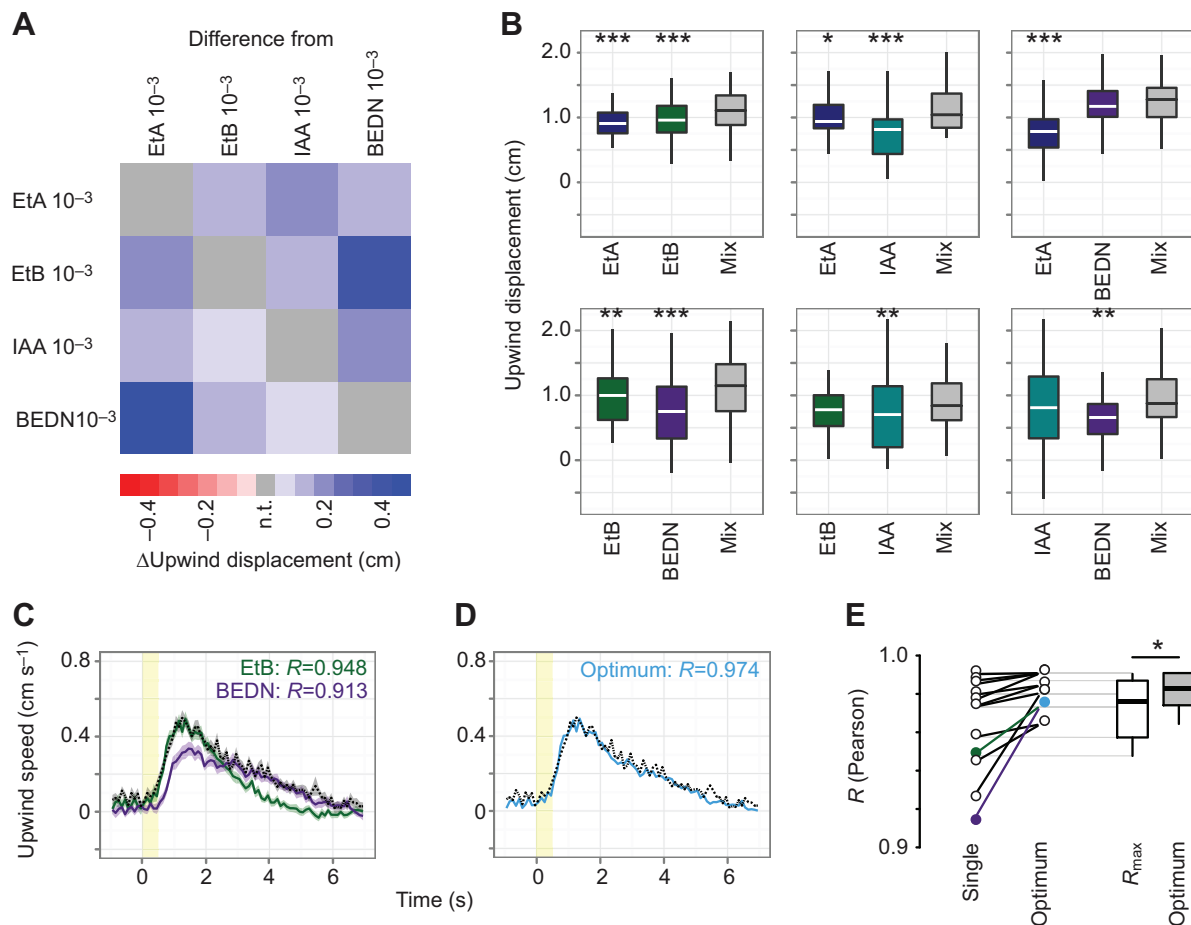 A
Difference from
EtA 10−3
EtB 10−3
IAA 10−3
BEDN 10−3
EtA 10−3
EtB 10−3
IAA 10−3
BEDN10−3
−0.4
−0.2
n.t.
0.2
0.4
ΔUpwind displacement (cm)
B
Upwind displacement (cm)
2.0
1.0
0
*** ***
EtA EtB Mix
* ***
EtA IAA Mix
***
EtA BEDN Mix
2.0
1.0
0
** ***
EtB BEDN Mix
**
EtB IAA Mix
**
IAA BEDN Mix
C
Upwind speed (cm s−1)
0.8
0.4
0
EtB: R=0.948
BEDN: R=0.913
0 2 4 6
D
0.8
0.4
0
Optimum: R=0.974
0 2 4 6
Time (s)
E
R (Pearson)
1.0
0.9
*
Single
Optimum
Rmax
Optimum